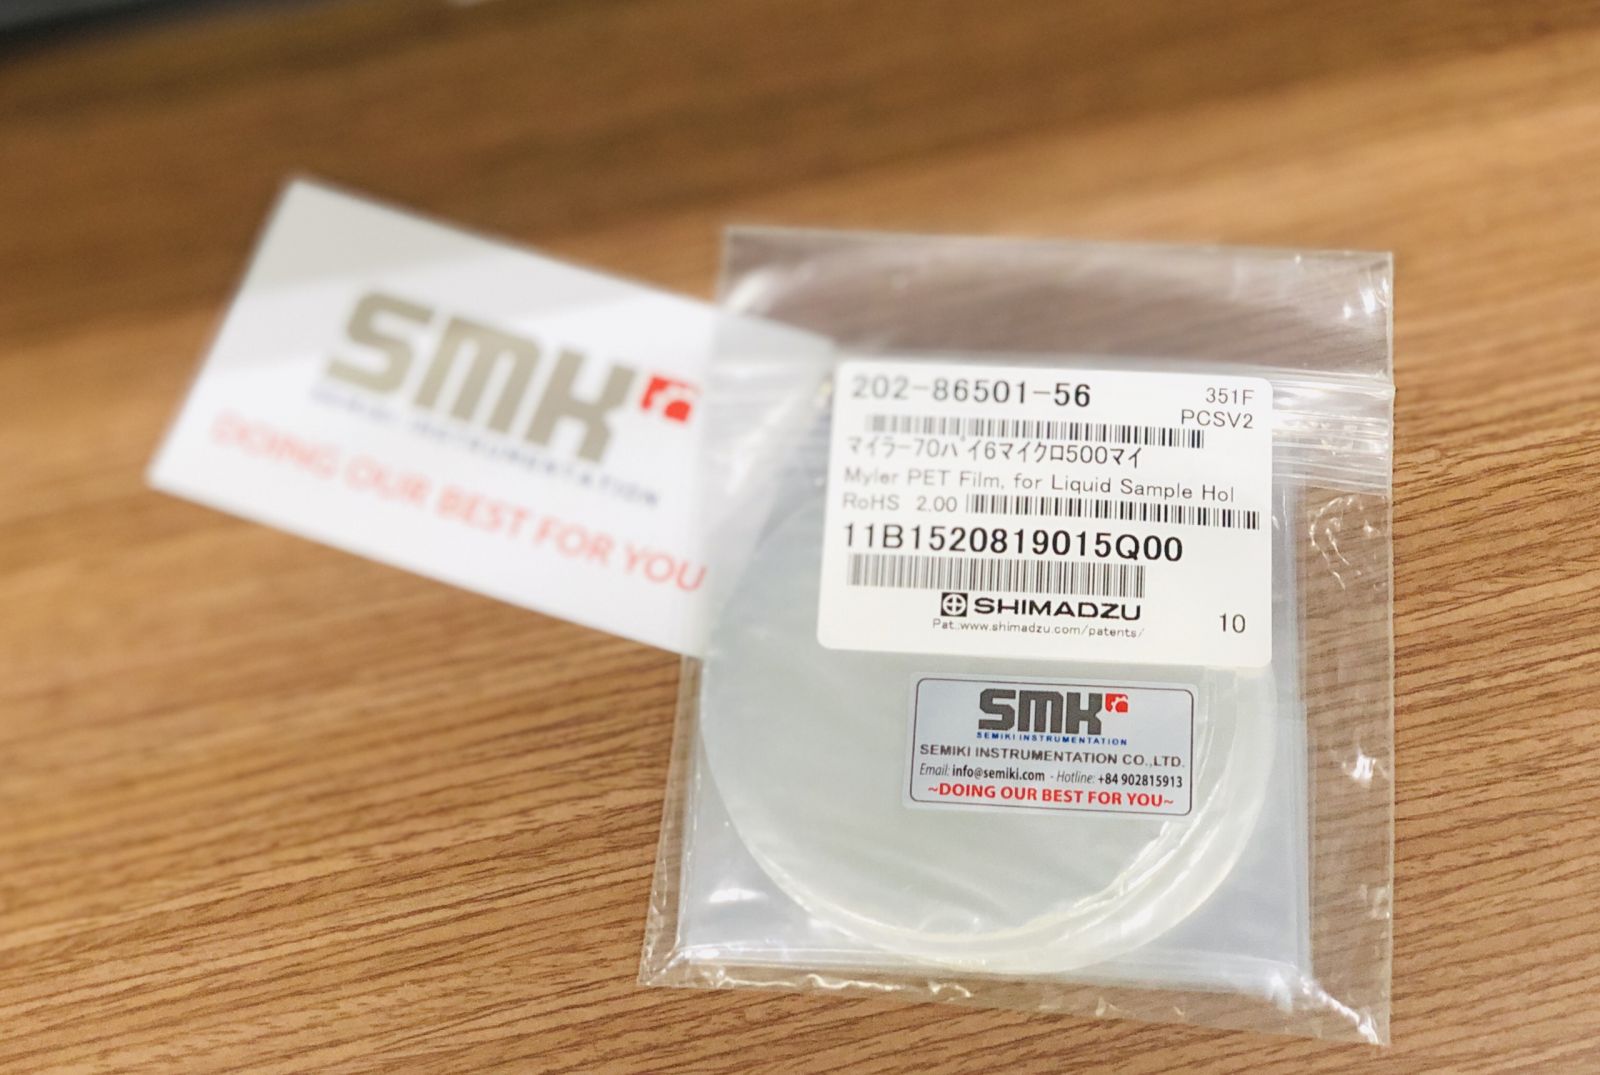 SMK
SEMIKI INSTRUMENTATION
DOING OUR BEST FOR YOU
202-86501-56
351F
PCSV2
マイラー70パイ6マイクロ500マイ
Myler PET Film, for Liquid Sample Hol
RoHS 2.00
11B1520819015Q00
SHIMADZU
Pat.:www.shimadzu.com/patents/
10
SMK
SEMIKI INSTRUMENTATION
SEMIKI INSTRUMENTATION CO.,LTD.
Email: info@semiki.com - Hotline: +84 902815913
~DOING OUR BEST FOR YOU~